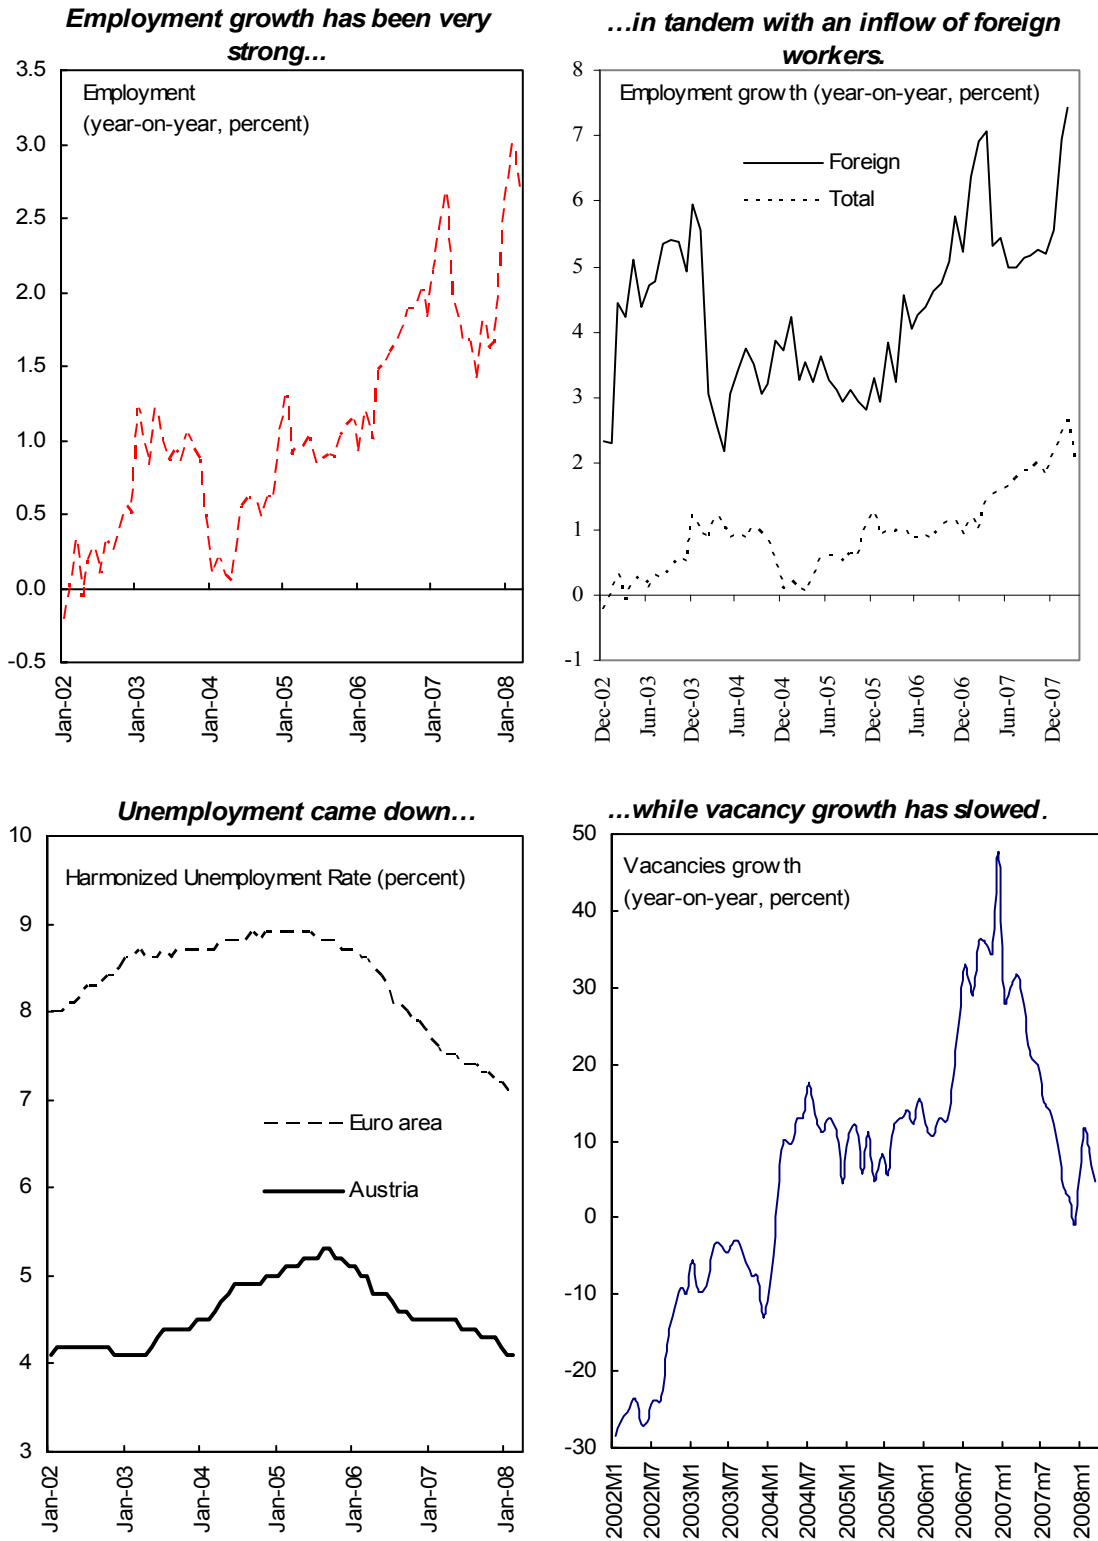 Employment growth has been very
strong...
3.5
3.0
2.5
2.0
1.5
1.0
0.5
0.0
-0.5
Employment
(year-on-year, percent)
Jan-02
Jan-03
Jan-04
Jan-05
Jan-06
Jan-07
Jan-08
...in tandem with an inflow of foreign
workers.
8
7
6
5
4
3
2
1
0
-1
Employment growth (year-on-year, percent)
Foreign
Total
Dec-02
Jun-03
Dec-03
Jun-04
Dec-04
Jun-05
Dec-05
Jun-06
Dec-06
Jun-07
Dec-07
Unemployment came down...
10
9
8
7
6
5
4
3
Harmonized Unemployment Rate (percent)
Euro area
Austria
Jan-02
Jan-03
Jan-04
Jan-05
Jan-06
Jan-07
Jan-08
...while vacancy growth has slowed.
50
40
30
20
10
0
-10
-20
-30
Vacancies growth
(year-on-year, percent)
2002M1
2002M7
2003M1
2003M7
2004M1
2004M7
2005M1
2005M7
2006m1
2006m7
2007m1
2007m7
2008m1